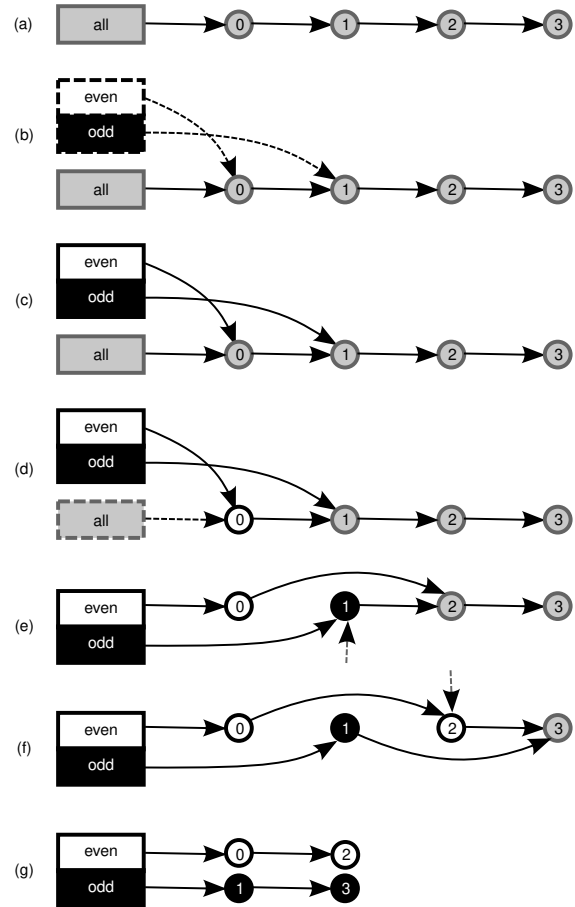 (a) all 0 1 2 3
even
(b) odd
all 0 1 2 3
even
(c) odd
all 0 1 2 3
even
(d) odd
all 0 1 2 3
even 0 1 2 3
(e)
odd
even 0 1 2 3
(f)
odd
even 0 2
(g)
odd 1 3